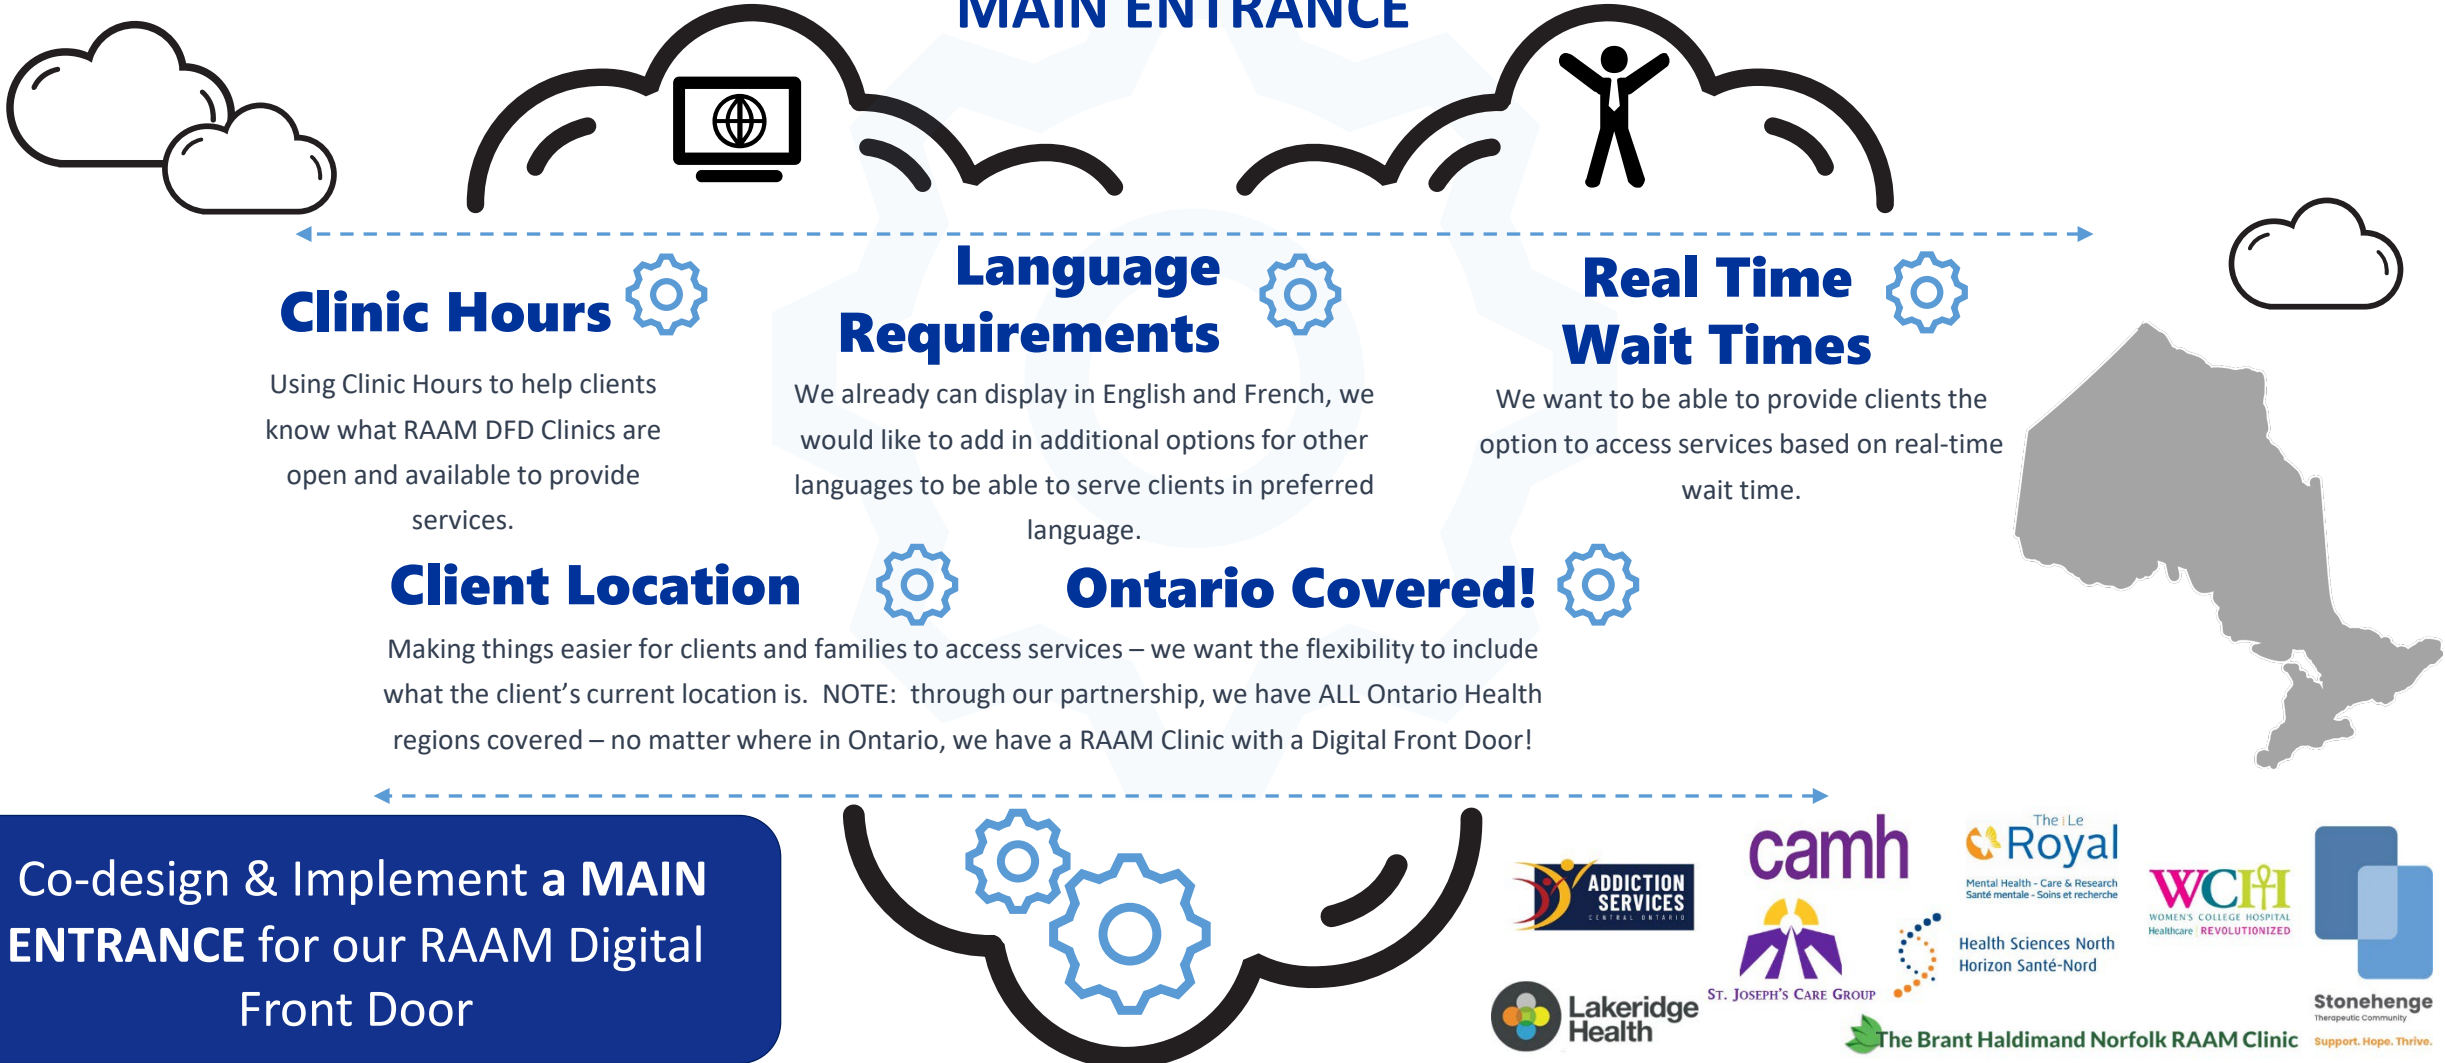 MAIN ENTRANCE
Clinic Hours
Using Clinic Hours to help clients
know what RAAM DFD Clinics are
open and available to provide
services.
Language
Requirements
We already can display in English and French, we
would like to add in additional options for other
languages to be able to serve clients in preferred
language.
Real Time
Wait Times
We want to be able to provide clients the
option to access services based on real-time
wait time.
Client Location
Ontario Covered!
Making things easier for clients and families to access services – we want the flexibility to include
what the client's current location is.  NOTE:  through our partnership, we have ALL Ontario Health
regions covered – no matter where in Ontario, we have a RAAM Clinic with a Digital Front Door!
Co-design & Implement a MAIN
ENTRANCE for our RAAM Digital
Front Door
ADDICTION
SERVICES
CENTRAL ONTARIO
camh
The Le
Royal
Mental Health - Care & Research
Santé mentale - Soins et recherche
WCH
WOMEN'S COLLEGE HOSPITAL
Healthcare REVOLUTIONIZED
ST. JOSEPH'S CARE GROUP
Health Sciences North
Horizon Santé-Nord
Stonehenge
Therapeutic Community
Support. Hope. Thrive.
Lakeridge
Health
The Brant Haldimand Norfolk RAAM Clinic